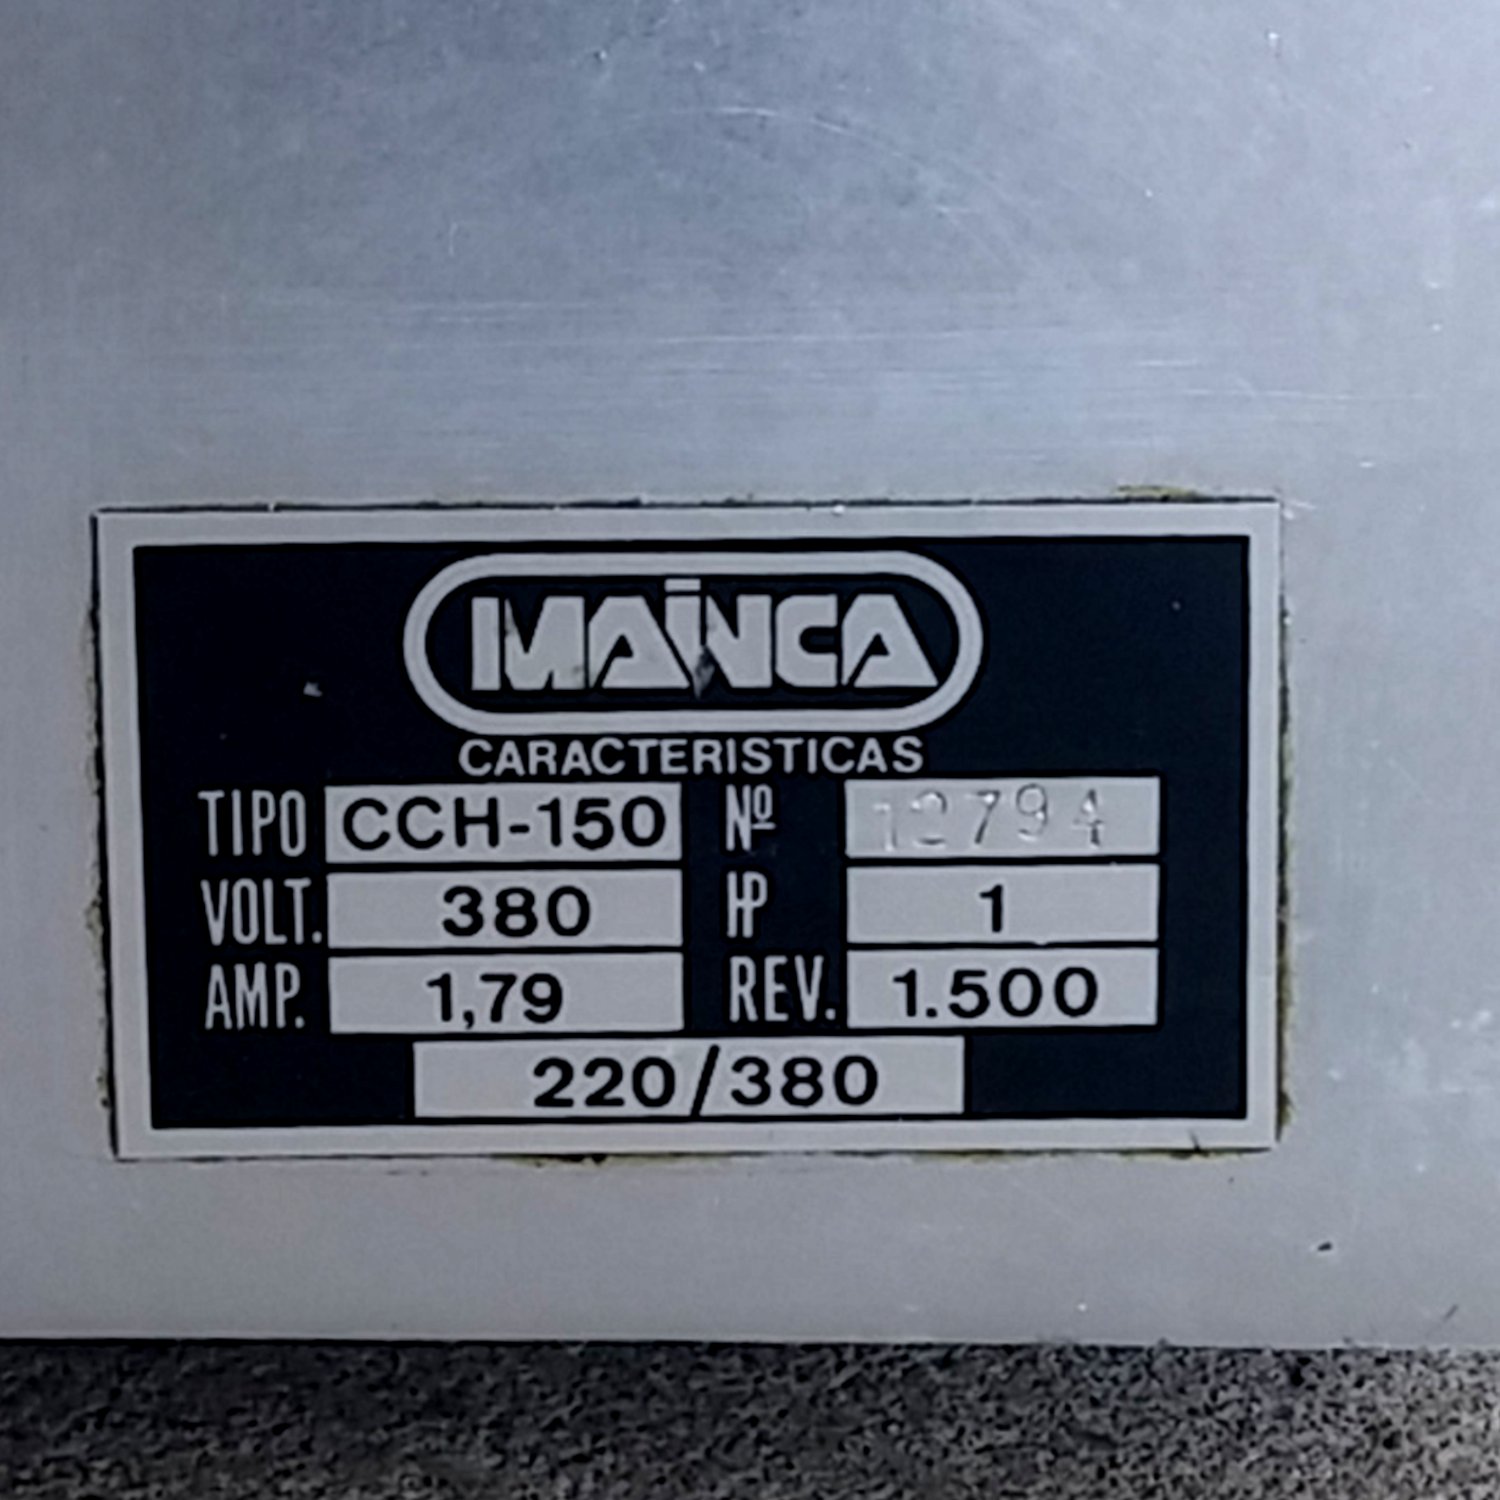 MAINCA
CARACTERISTICAS
TIPO CCH-150 Nº 12794
VOLT. 380 HP 1
AMP. 1,79 REV. 1.500
220/380